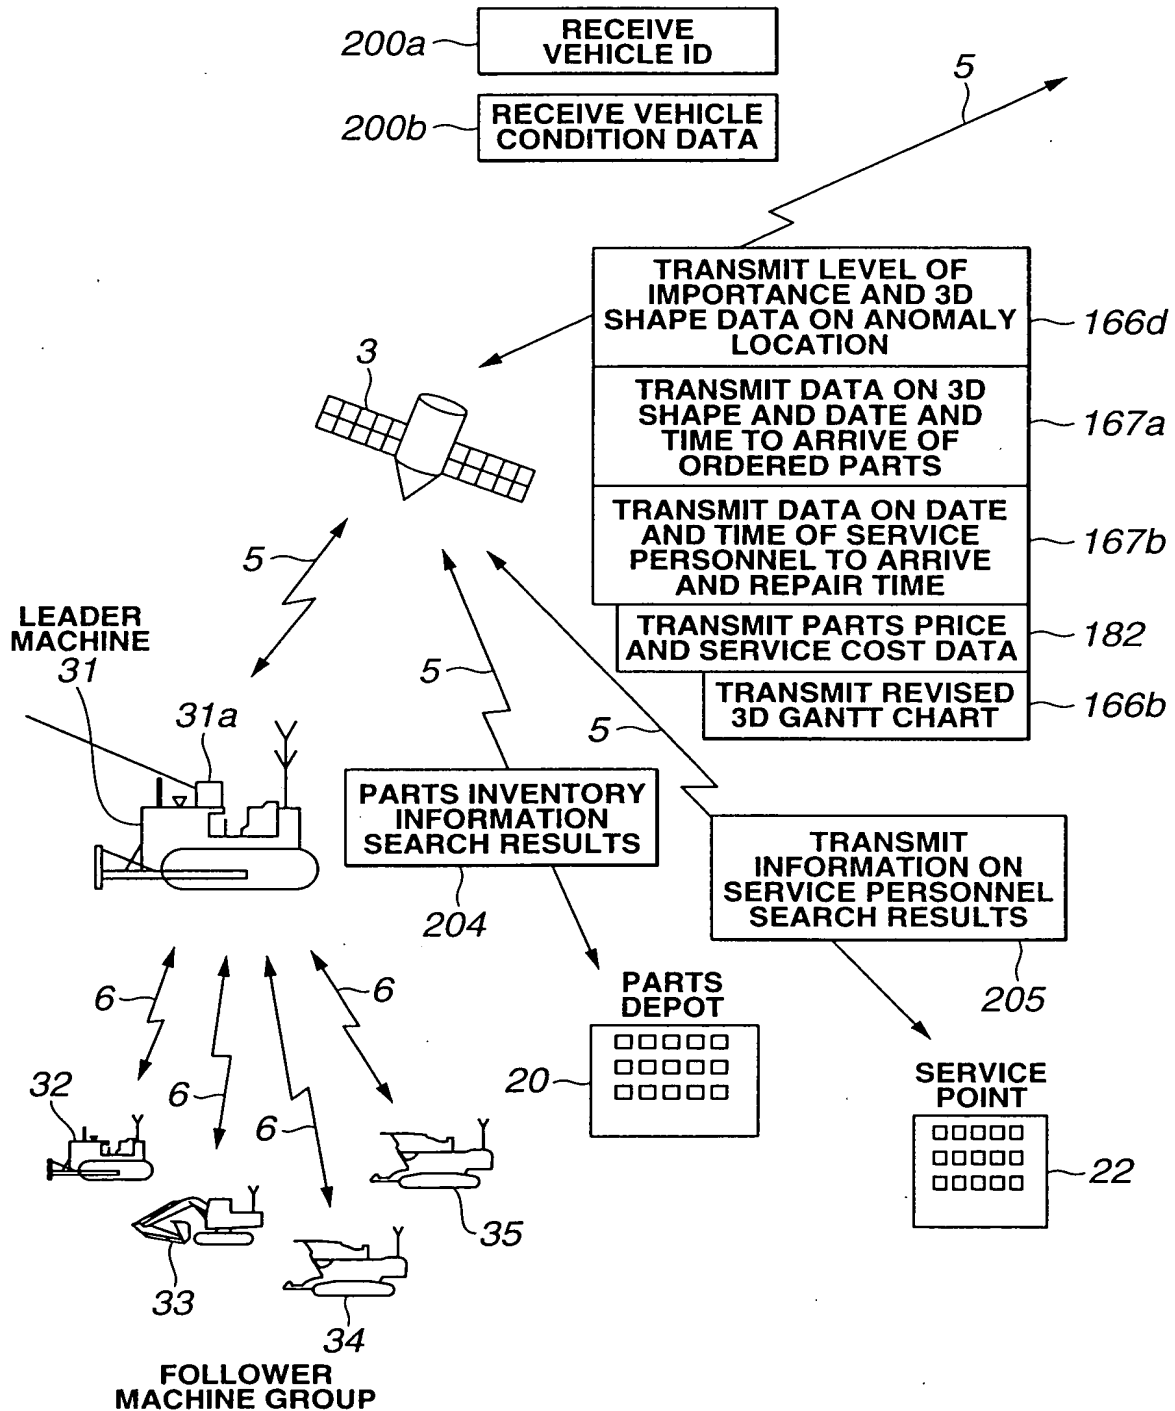 RECEIVE
VEHICLE ID
200a
RECEIVE VEHICLE
CONDITION DATA
200b
5
TRANSMIT LEVEL OF
IMPORTANCE AND 3D
SHAPE DATA ON ANOMALY
LOCATION
166d
TRANSMIT DATA ON 3D
SHAPE AND DATE AND
TIME TO ARRIVE OF
ORDERED PARTS
167a
TRANSMIT DATA ON DATE
AND TIME OF SERVICE
PERSONNEL TO ARRIVE
AND REPAIR TIME
167b
TRANSMIT PARTS PRICE
AND SERVICE COST DATA
182
TRANSMIT REVISED
3D GANTT CHART
166b
3
5
5
5
LEADER
MACHINE
31
31a
PARTS INVENTORY
INFORMATION
SEARCH RESULTS
204
TRANSMIT
INFORMATION ON
SERVICE PERSONNEL
SEARCH RESULTS
205
PARTS
DEPOT
20
SERVICE
POINT
22
6
6
6
6
32
33
34
35
FOLLOWER
MACHINE GROUP